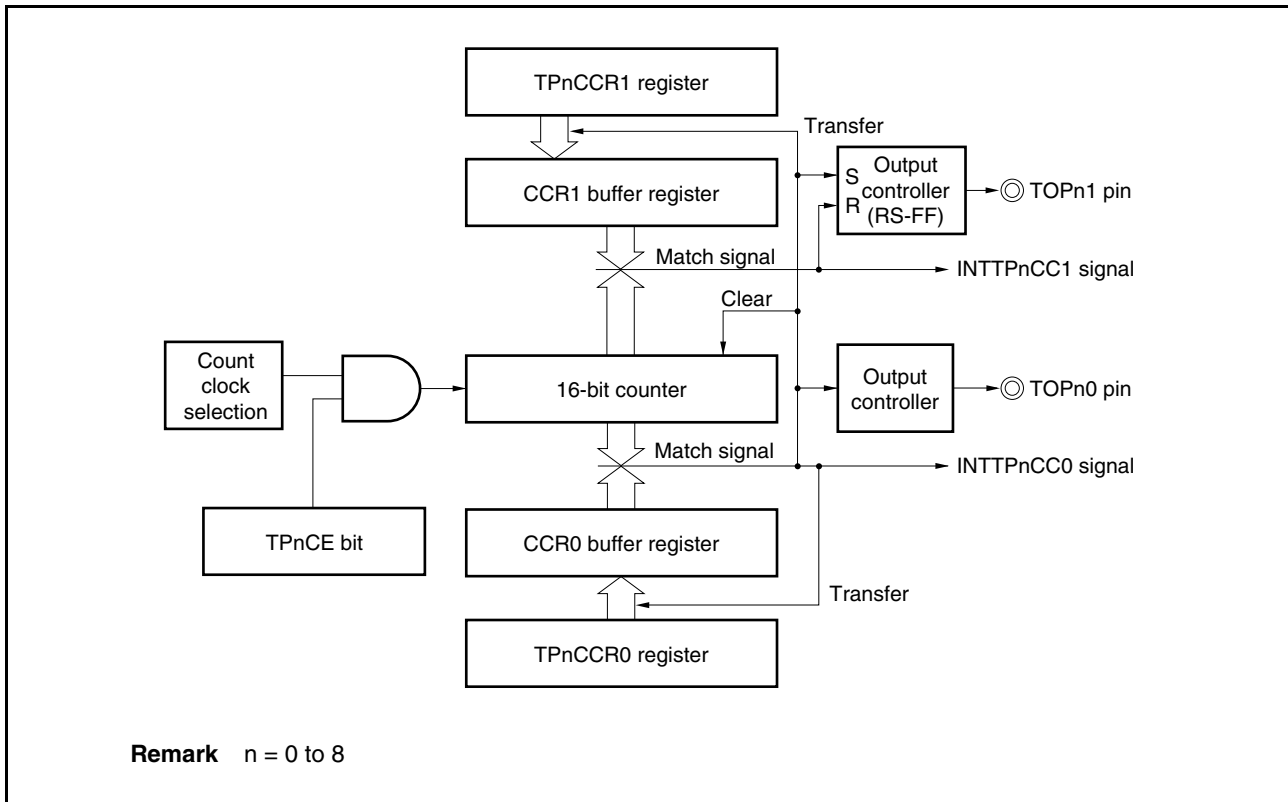 TPnCCR1 register
Transfer
CCR1 buffer register
S
R
Output
controller
(RS-FF)
TOPn1 pin
Match signal
INTTPnCC1 signal
Clear
Count
clock
selection
16-bit counter
Output
controller
TOPn0 pin
Match signal
INTTPnCC0 signal
TPnCE bit
CCR0 buffer register
Transfer
TPnCCR0 register
Remark n = 0 to 8